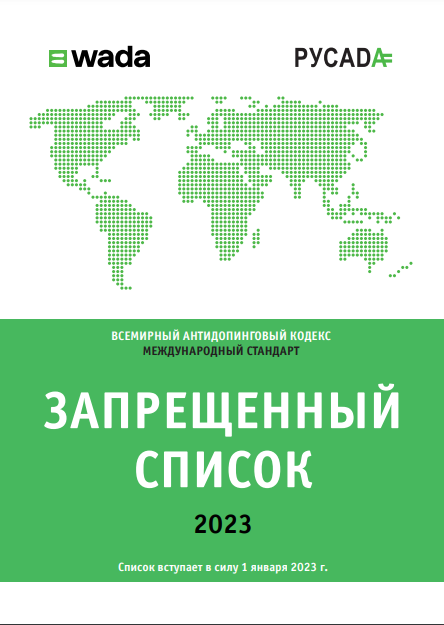 wada
РУСАДА
ВСЕМИРНЫЙ АНТИДОПИНГОВЫЙ КОДЕКС
МЕЖДУНАРОДНЫЙ СТАНДАРТ
ЗАПРЕЩЕННЫЙ
СПИСОК
2023
Список вступает в силу 1 января 2023 г.